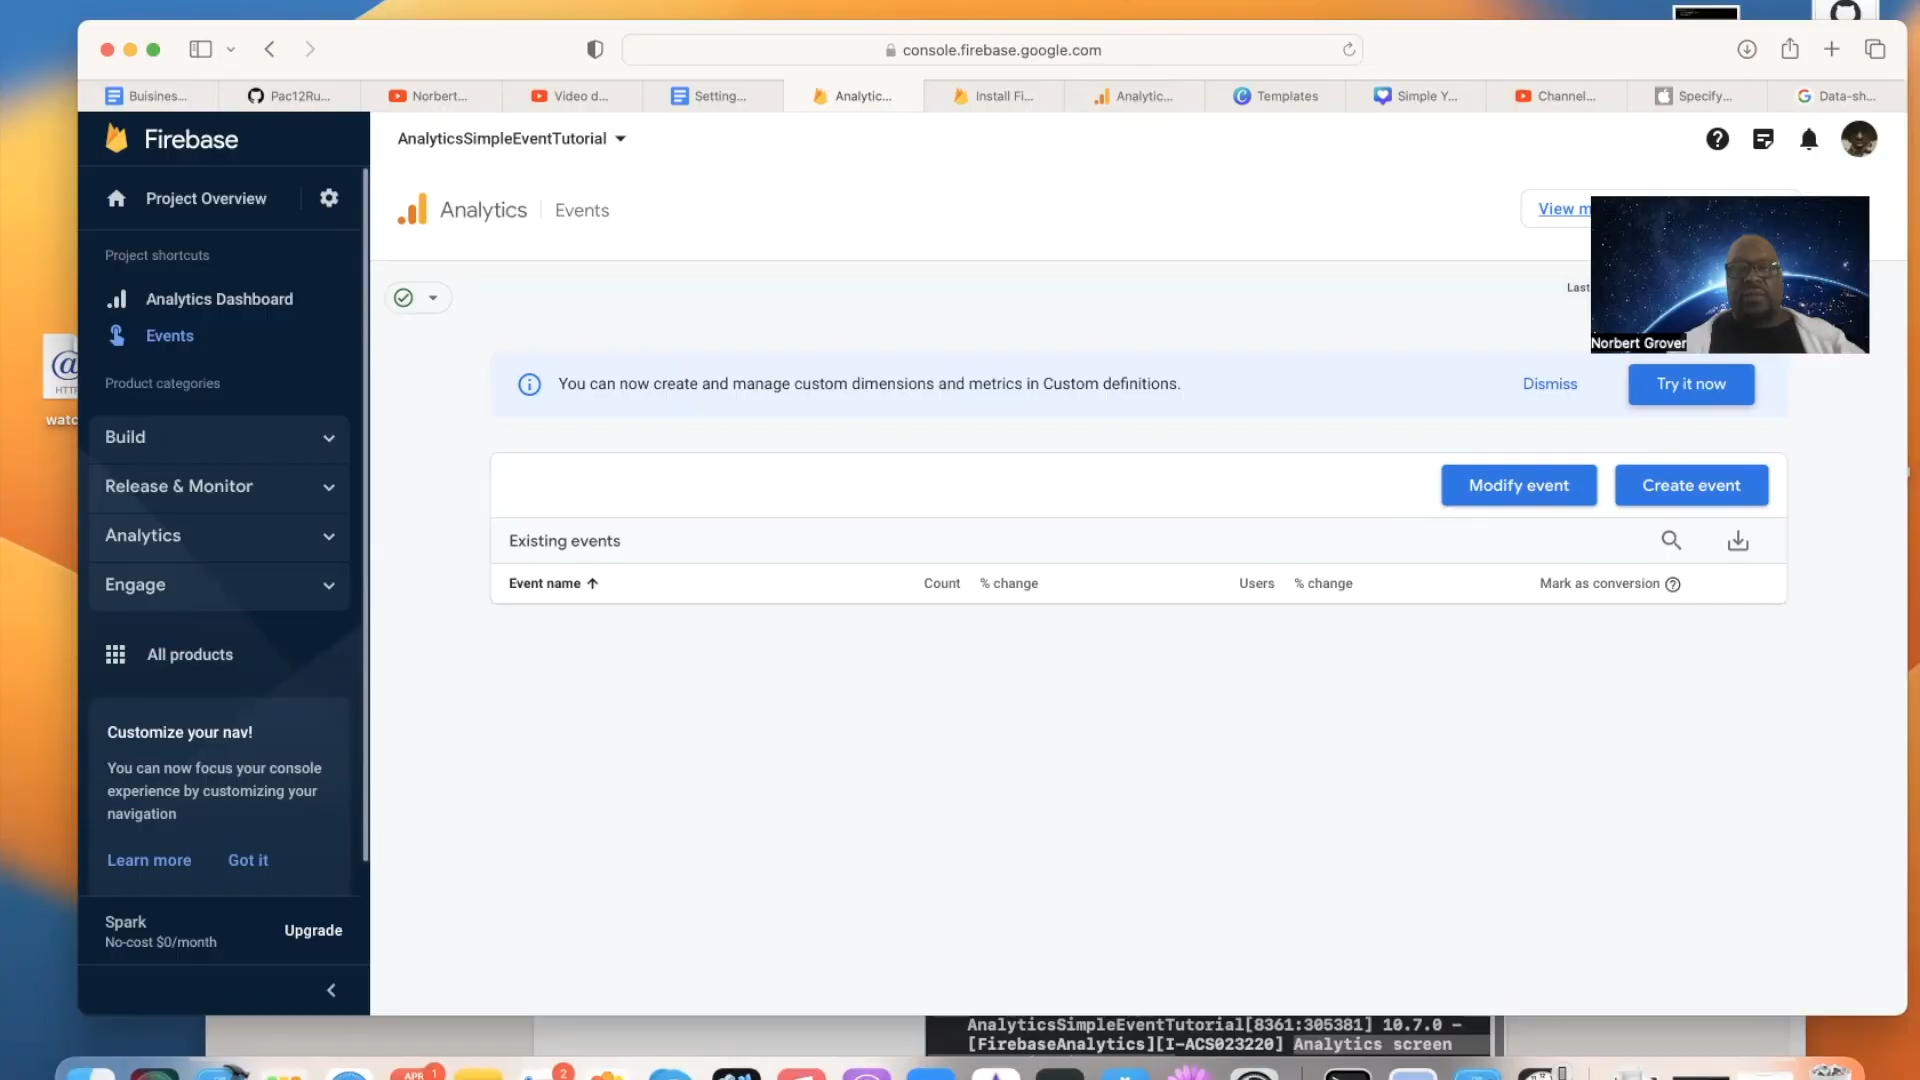 console.firebase.google.com
Buisines...
Pac12Ru...
Norbert...
Video d...
Setting...
Analytic...
Install Fi...
Analytic...
Templates
Simple Y...
Channel...
Specify...
Data-sh...
Firebase
AnalyticsSimpleEventTutorial
Project Overview
Analytics
Events
View m
Project shortcuts
Analytics Dashboard
Last
Events
Norbert Grover
HTTP
watc
Product categories
You can now create and manage custom dimensions and metrics in Custom definitions.
Dismiss
Try it now
Build
Release & Monitor
Modify event
Create event
Analytics
Existing events
Engage
Event name
Count
% change
Users
% change
Mark as conversion
All products
Customize your nav!
You can now focus your console
experience by customizing your
navigation
Learn more
Got it
Spark
No-cost $0/month
Upgrade
AnalyticsSimpleEventTutorial[8361:305381] 10.7.0 -
[FirebaseAnalytics][I-ACS023220] Analytics screen
APR
1
2